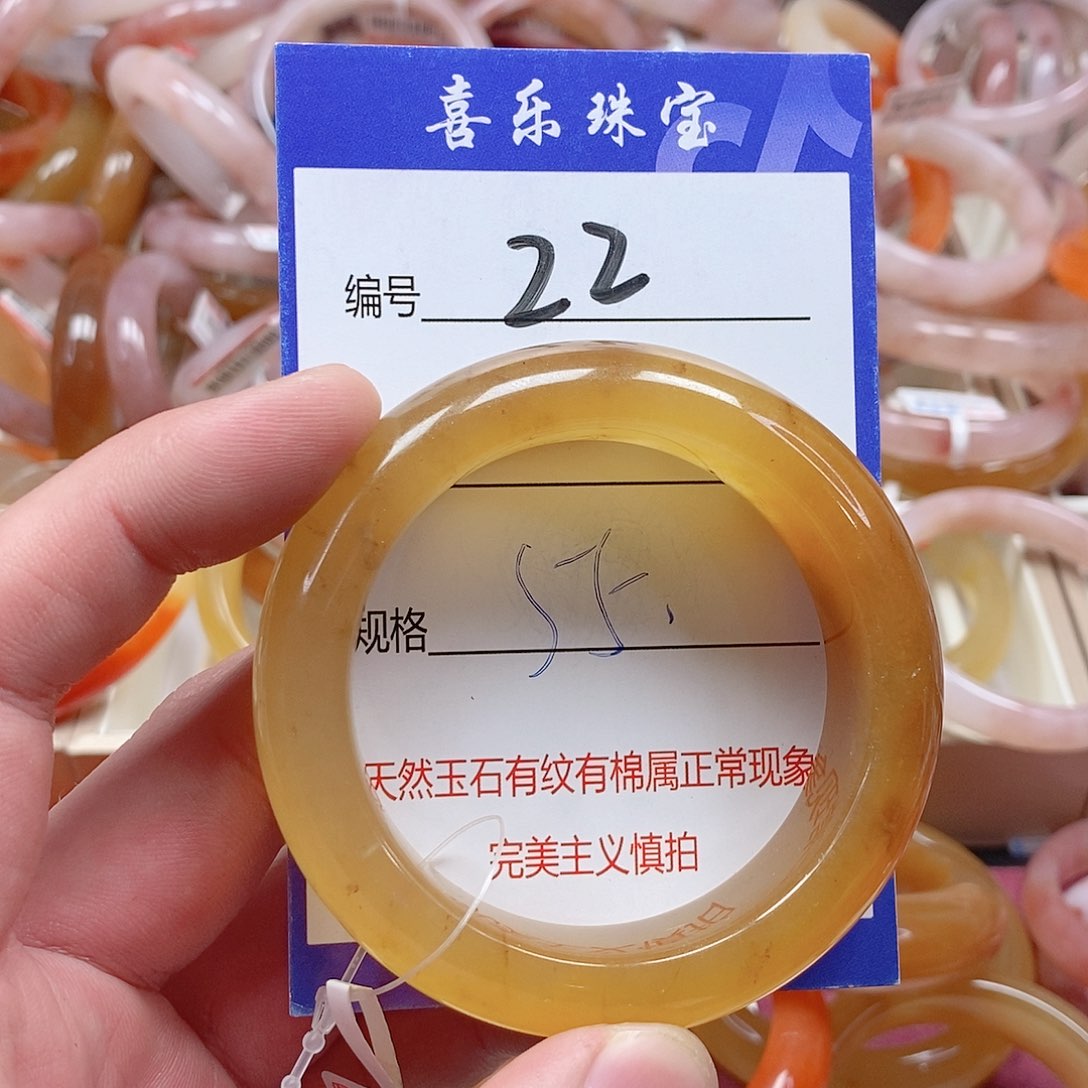 喜乐珠宝
编号 22
规格 57.
天然玉石有纹有棉属正常现象
完美主义慎拍